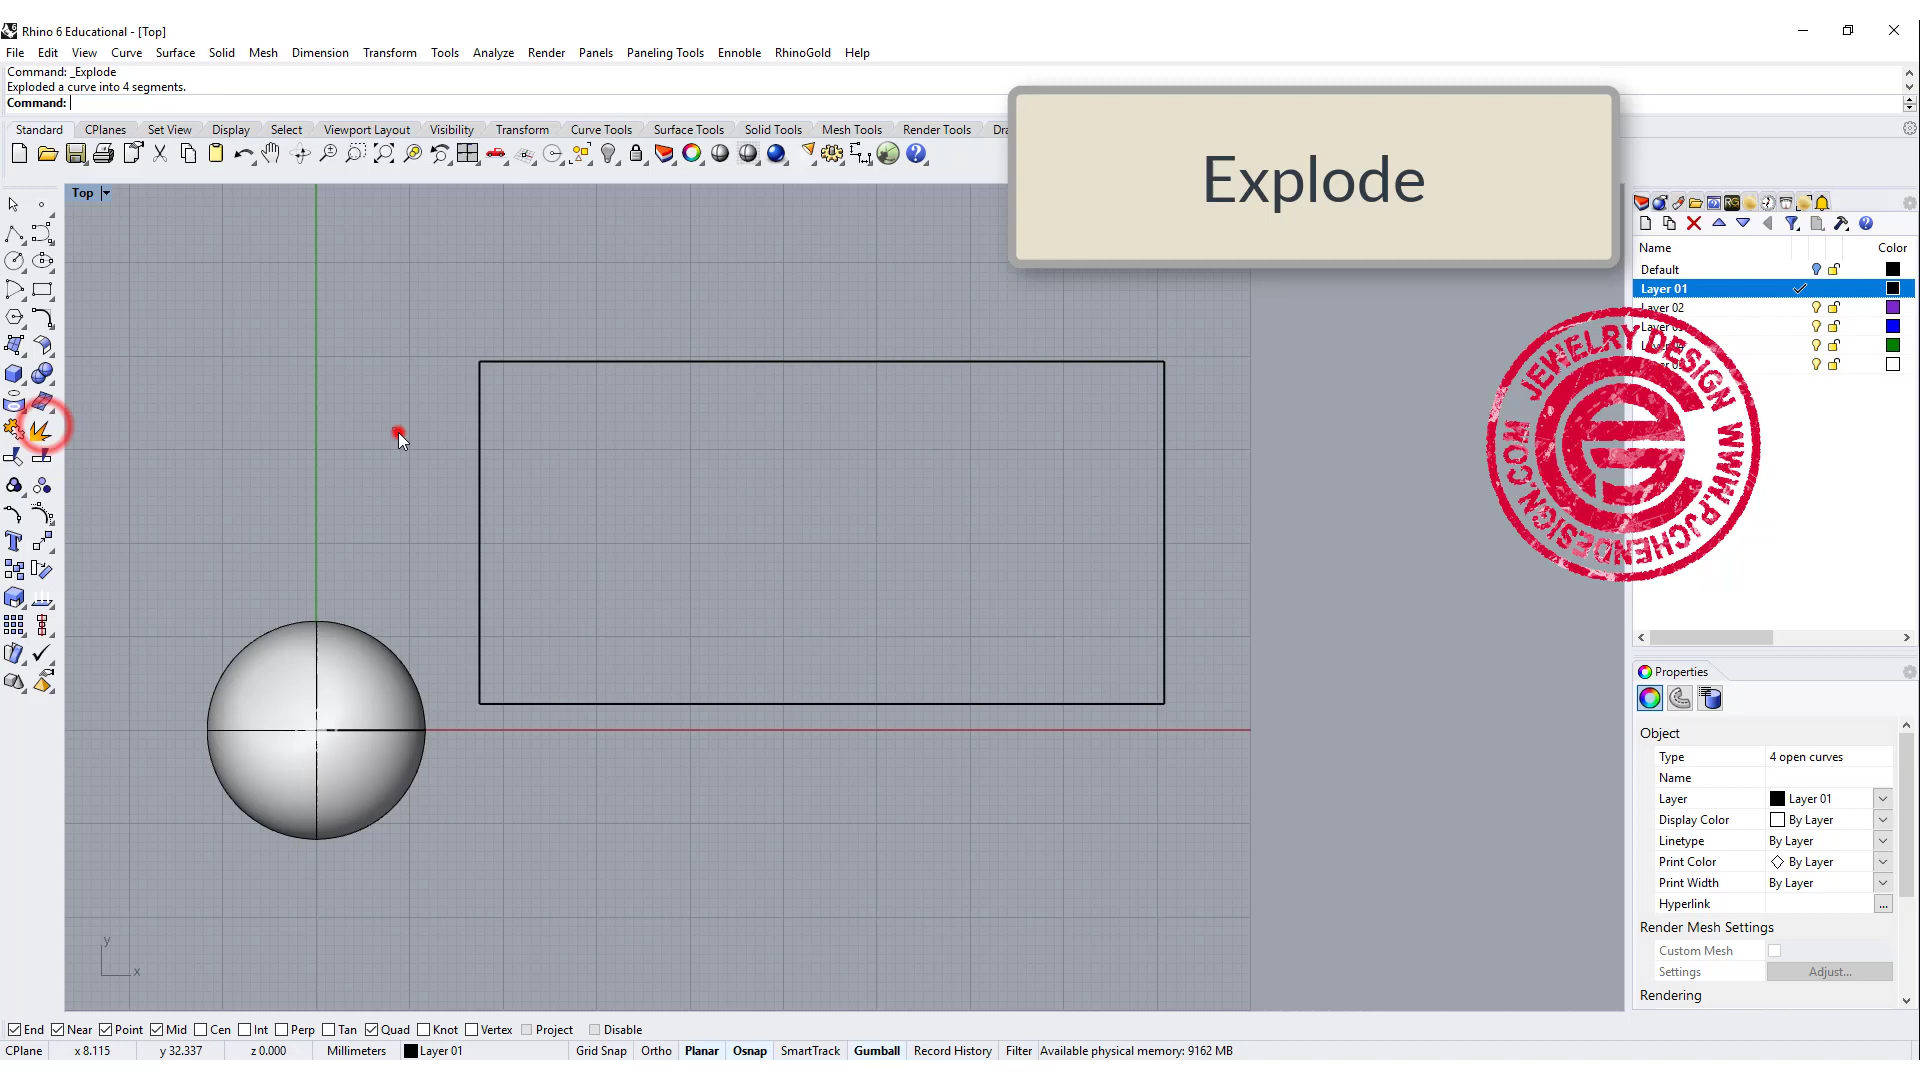 Rhino 6 Educational - [Top]
File Edit View Curve Surface Solid Mesh Dimension Transform Tools Analyze Render Panels Paneling Tools Ennoble RhinoGold Help
Command: _Explode
Exploded a curve into 4 segments.
Command:
Explode
Standard CPlanes Set View Display Select Viewport Layout Visibility Transform Curve Tools Surface Tools Solid Tools Mesh Tools Render Tools
Top
Name Color
Default
Layer 01
Layer 02
JEWELRY DESIGN WWW.PJCHENDESIGN.COM
Properties
Object
Type 4 open curves
Name
Layer Layer 01
Display Color By Layer
Linetype By Layer
Print Color By Layer
Print Width By Layer
Hyperlink ...
Render Mesh Settings
Custom Mesh
Settings Adjust...
Rendering
y
x
End Near Point Mid Cen Int Perp Tan Quad Knot Vertex Project Disable
CPlane x 8.115 y 32.337 z 0.000 Millimeters Layer 01 Grid Snap Ortho Planar Osnap SmartTrack Gumball Record History Filter Available physical memory: 9162 MB